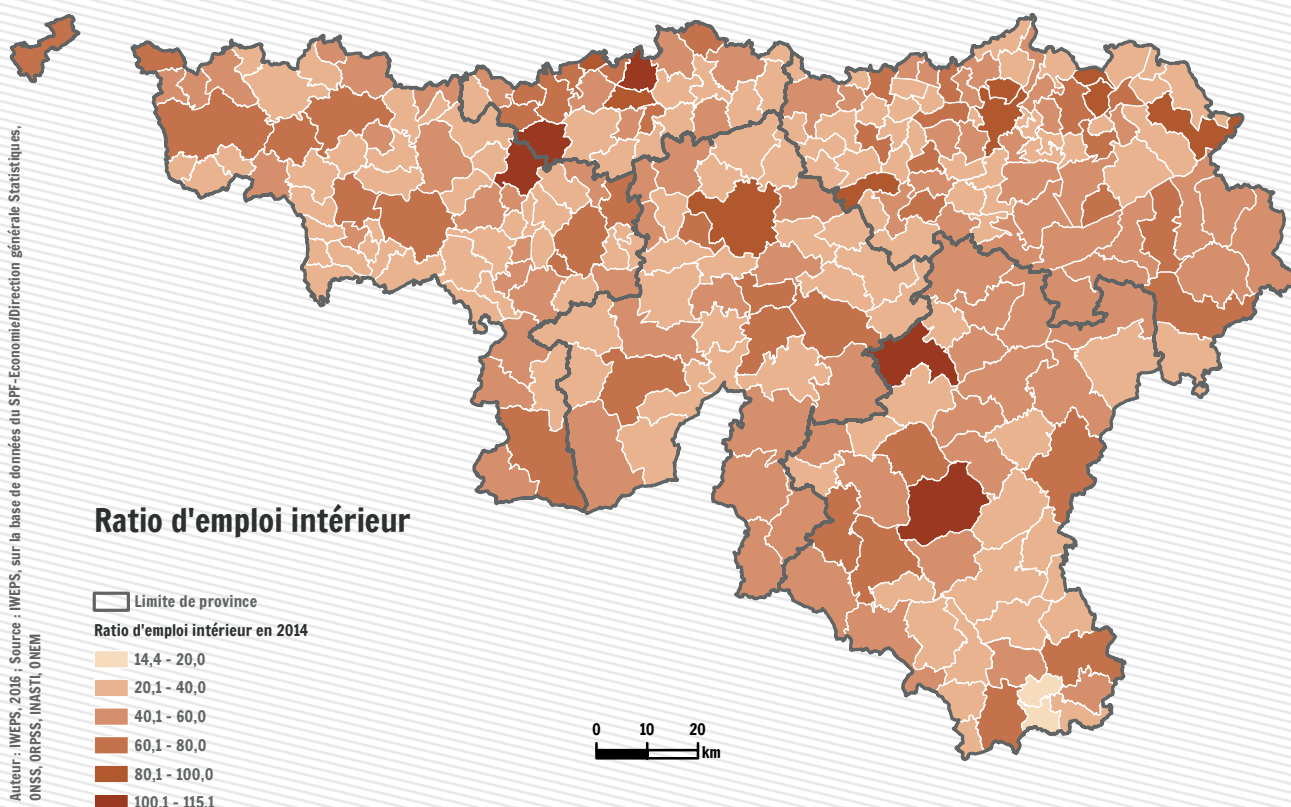 Auteur : IWEPS, 2016 ; Source : IWEPS, sur la base de données du SPF-Economie/Direction générale Statistiques,
ONSS, ORPSS, INASTI, ONEM
Ratio d'emploi intérieur
Limite de province
Ratio d'emploi intérieur en 2014
14,4 - 20,0
20,1 - 40,0
40,1 - 60,0
60,1 - 80,0
80,1 - 100,0
100,1 - 115,1
0 10 20
km